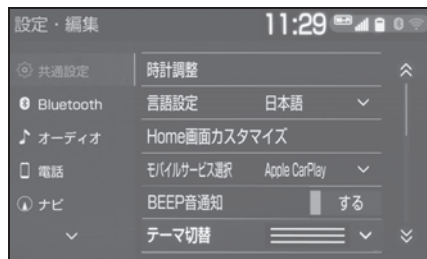 設定・編集 11:29
共通設定
Bluetooth
オーディオ
電話
ナビ
時計調整
言語設定 日本語
Home画面カスタマイズ
モバイルサービス選択 Apple CarPlay
BEEP音通知 する
テーマ切替